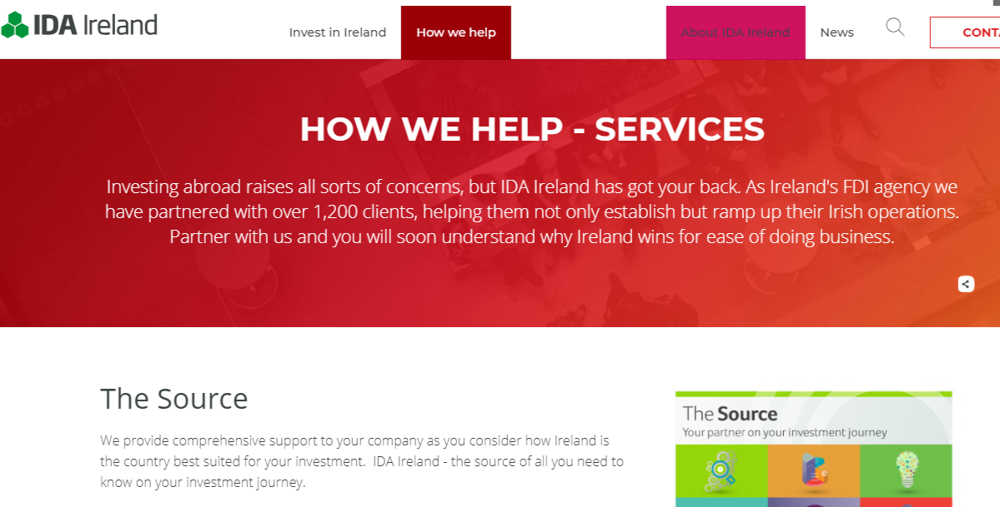 IDA Ireland
Invest in Ireland
How we help
About IDA Ireland
News
HOW WE HELP - SERVICES
Investing abroad raises all sorts of concerns, but IDA Ireland has got your back. As Ireland's FDI agency we
have partnered with over 1,200 clients, helping them not only establish but ramp up their Irish operations.
Partner with us and you will soon understand why Ireland wins for ease of doing business.
The Source
We provide comprehensive support to your company as you consider how Ireland is
the country best suited for your investment. IDA Ireland - the source of all you need to
know on your investment journey.
The Source
Your partner on your investment journey